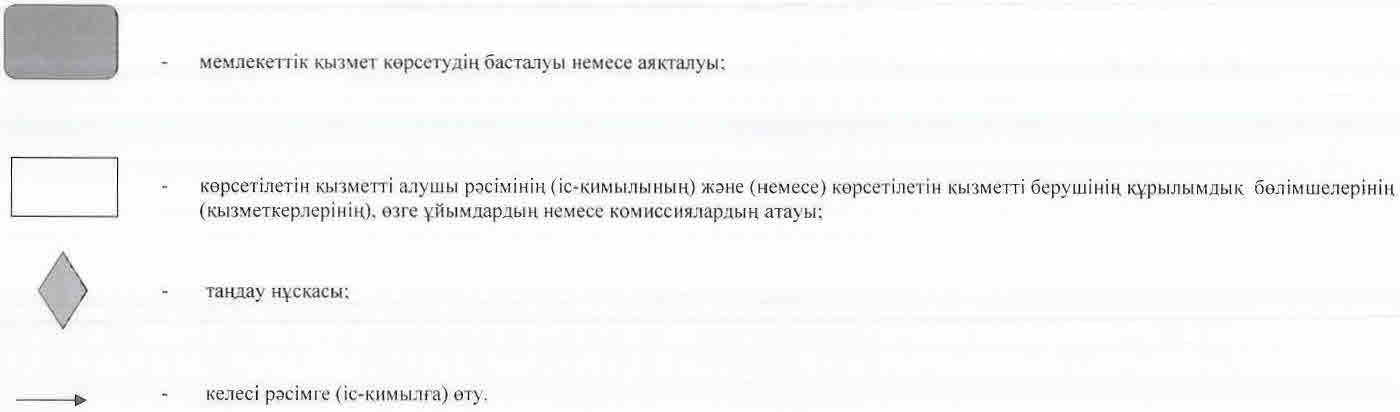 - мемлекеттік қызмет көрсетудің басталуы немесе аяқталуы;
- көрсетілетін қызметті алушы рәсімінің (іс-қимылының) және (немесе) көрсетілетін қызметті берушінің құрылымдық бөлімшелерінің
(қызметкерлерінің), өзге ұйымдардың немесе комиссиялардың атауы;
- таңдау нұсқасы;
- келесі рәсімге (іс-қимылға) өту.